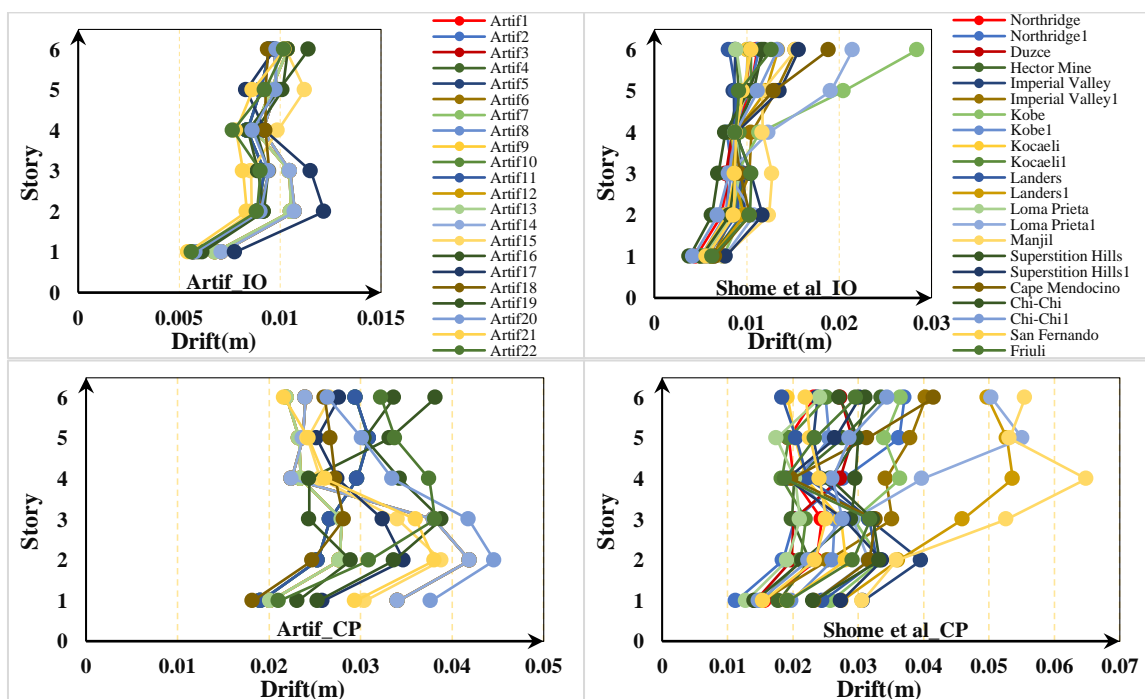 6
5
4
3
2
1
0
Story
0
0.005
0.01
0.015
Artif_IO
Drift(m)
Artif1
Artif2
Artif3
Artif4
Artif5
Artif6
Artif7
Artif8
Artif9
Artif10
Artif11
Artif12
Artif13
Artif14
Artif15
Artif16
Artif17
Artif18
Artif19
Artif20
Artif21
Artif22
6
5
4
3
2
1
0
Story
0
0.01
0.02
0.03
Shome et al_IO
Drift(m)
Northridge
Northridge1
Duzce
Hector Mine
Imperial Valley
Imperial Valley1
Kobe
Kobe1
Kocaeli
Kocaeli1
Landers
Landers1
Loma Prieta
Loma Prieta1
Manjil
Superstition Hills
Superstition Hills1
Cape Mendocino
Chi-Chi
Chi-Chi1
San Fernando
Friuli
6
5
4
3
2
1
0
Story
0
0.01
0.02
0.03
0.04
0.05
Artif_CP
Drift(m)
6
5
4
3
2
1
0
Story
0
0.01
0.02
0.03
0.04
0.05
0.06
0.07
Shome et al_CP
Drift(m)